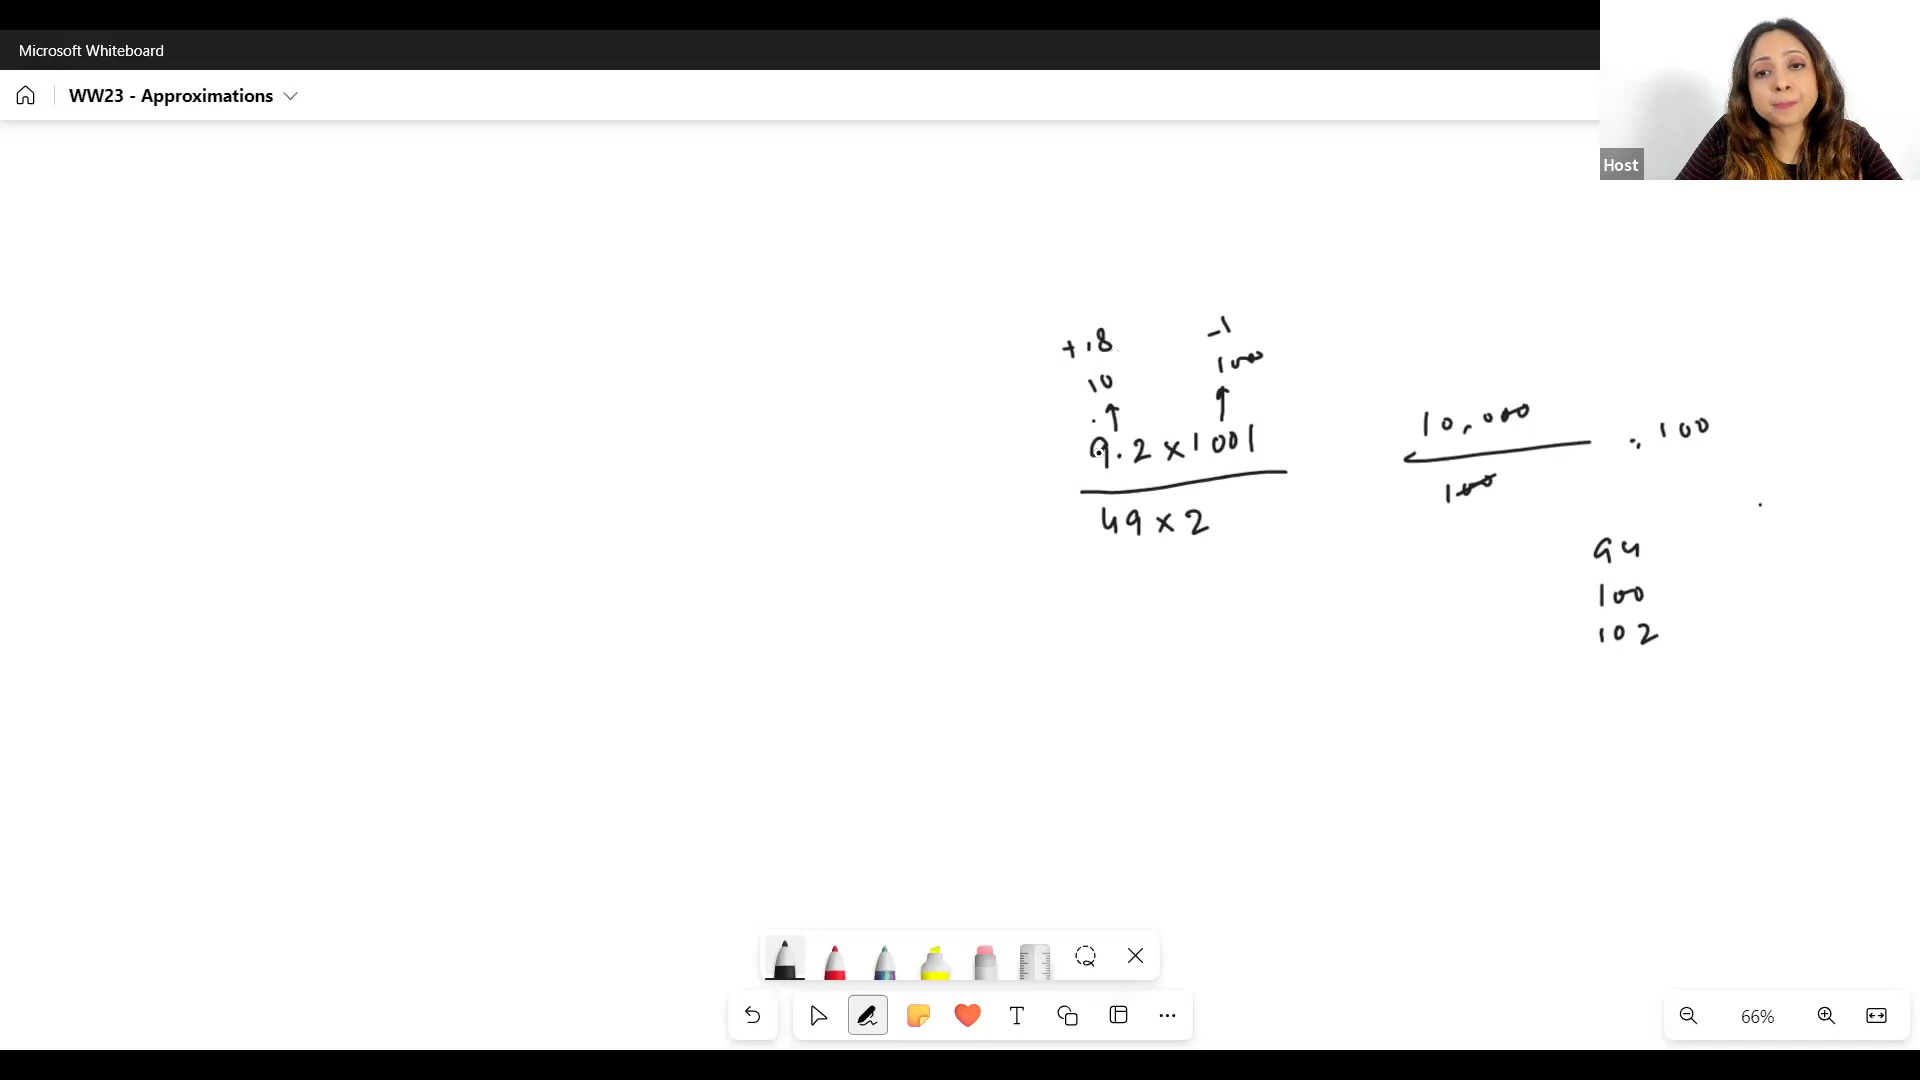 Microsoft Whiteboard
WW23 - Approximations
Host
+.8
-1
10
1000
9.2 x 1001
49 x 2
10,000
100
100
94
100
102
66%